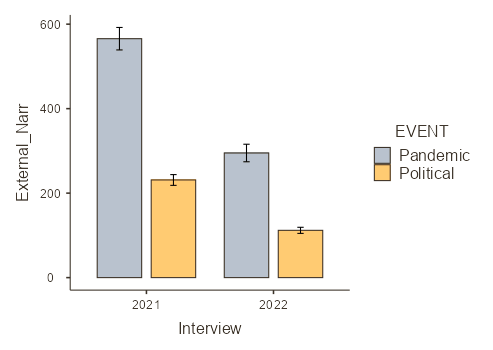 600
400
200
0
External_Narr
2021
2022
Interview
EVENT
Pandemic
Political